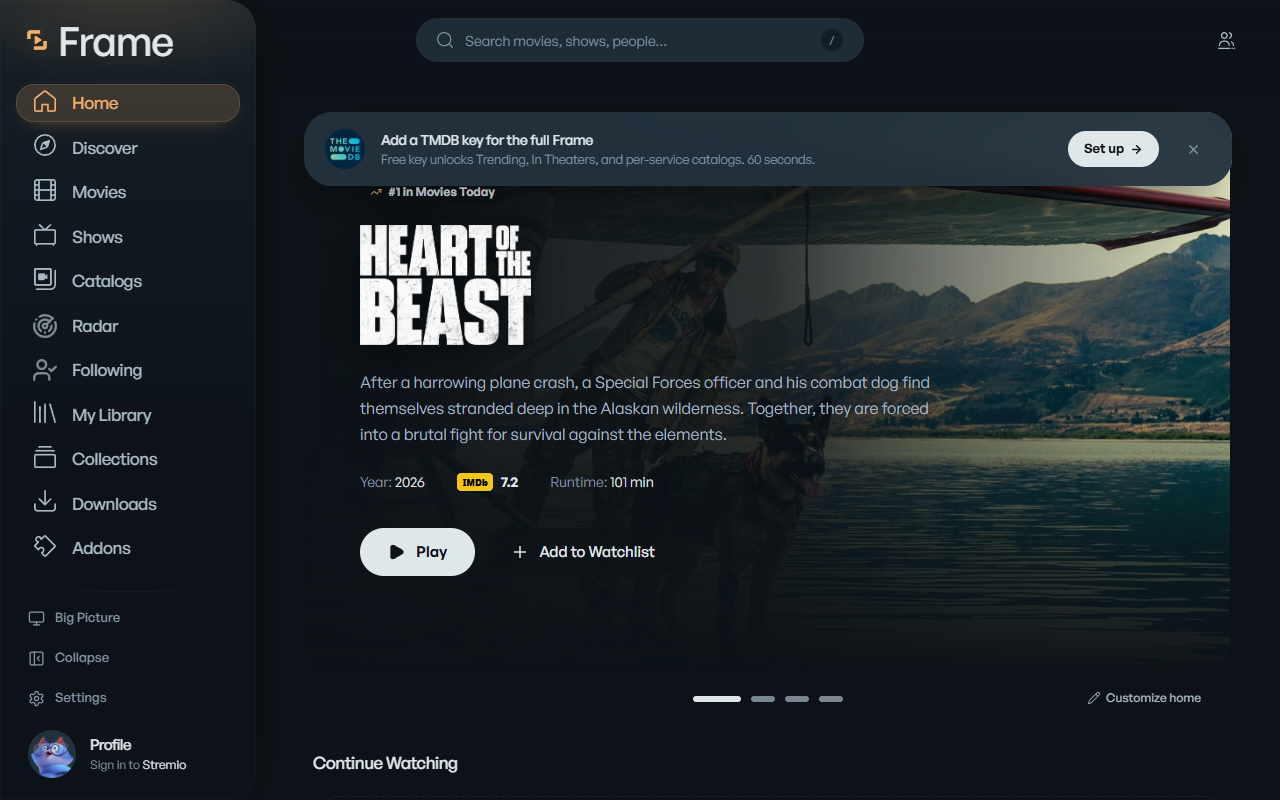 Frame
Search movies, shows, people...
/
Home
Discover
Movies
Shows
Catalogs
Radar
Following
My Library
Collections
Downloads
Addons
Big Picture
Collapse
Settings
Profile
Sign in to Stremio
THE MOVIE DB
Add a TMDB key for the full Frame
Free key unlocks Trending, In Theaters, and per-service catalogs. 60 seconds.
Set up →
#1 in Movies Today
HEART OF THE
BEAST
After a harrowing plane crash, a Special Forces officer and his combat dog find
themselves stranded deep in the Alaskan wilderness. Together, they are forced
into a brutal fight for survival against the elements.
Year: 2026 IMDb 7.2 Runtime: 101 min
Play
Add to Watchlist
Customize home
Continue Watching